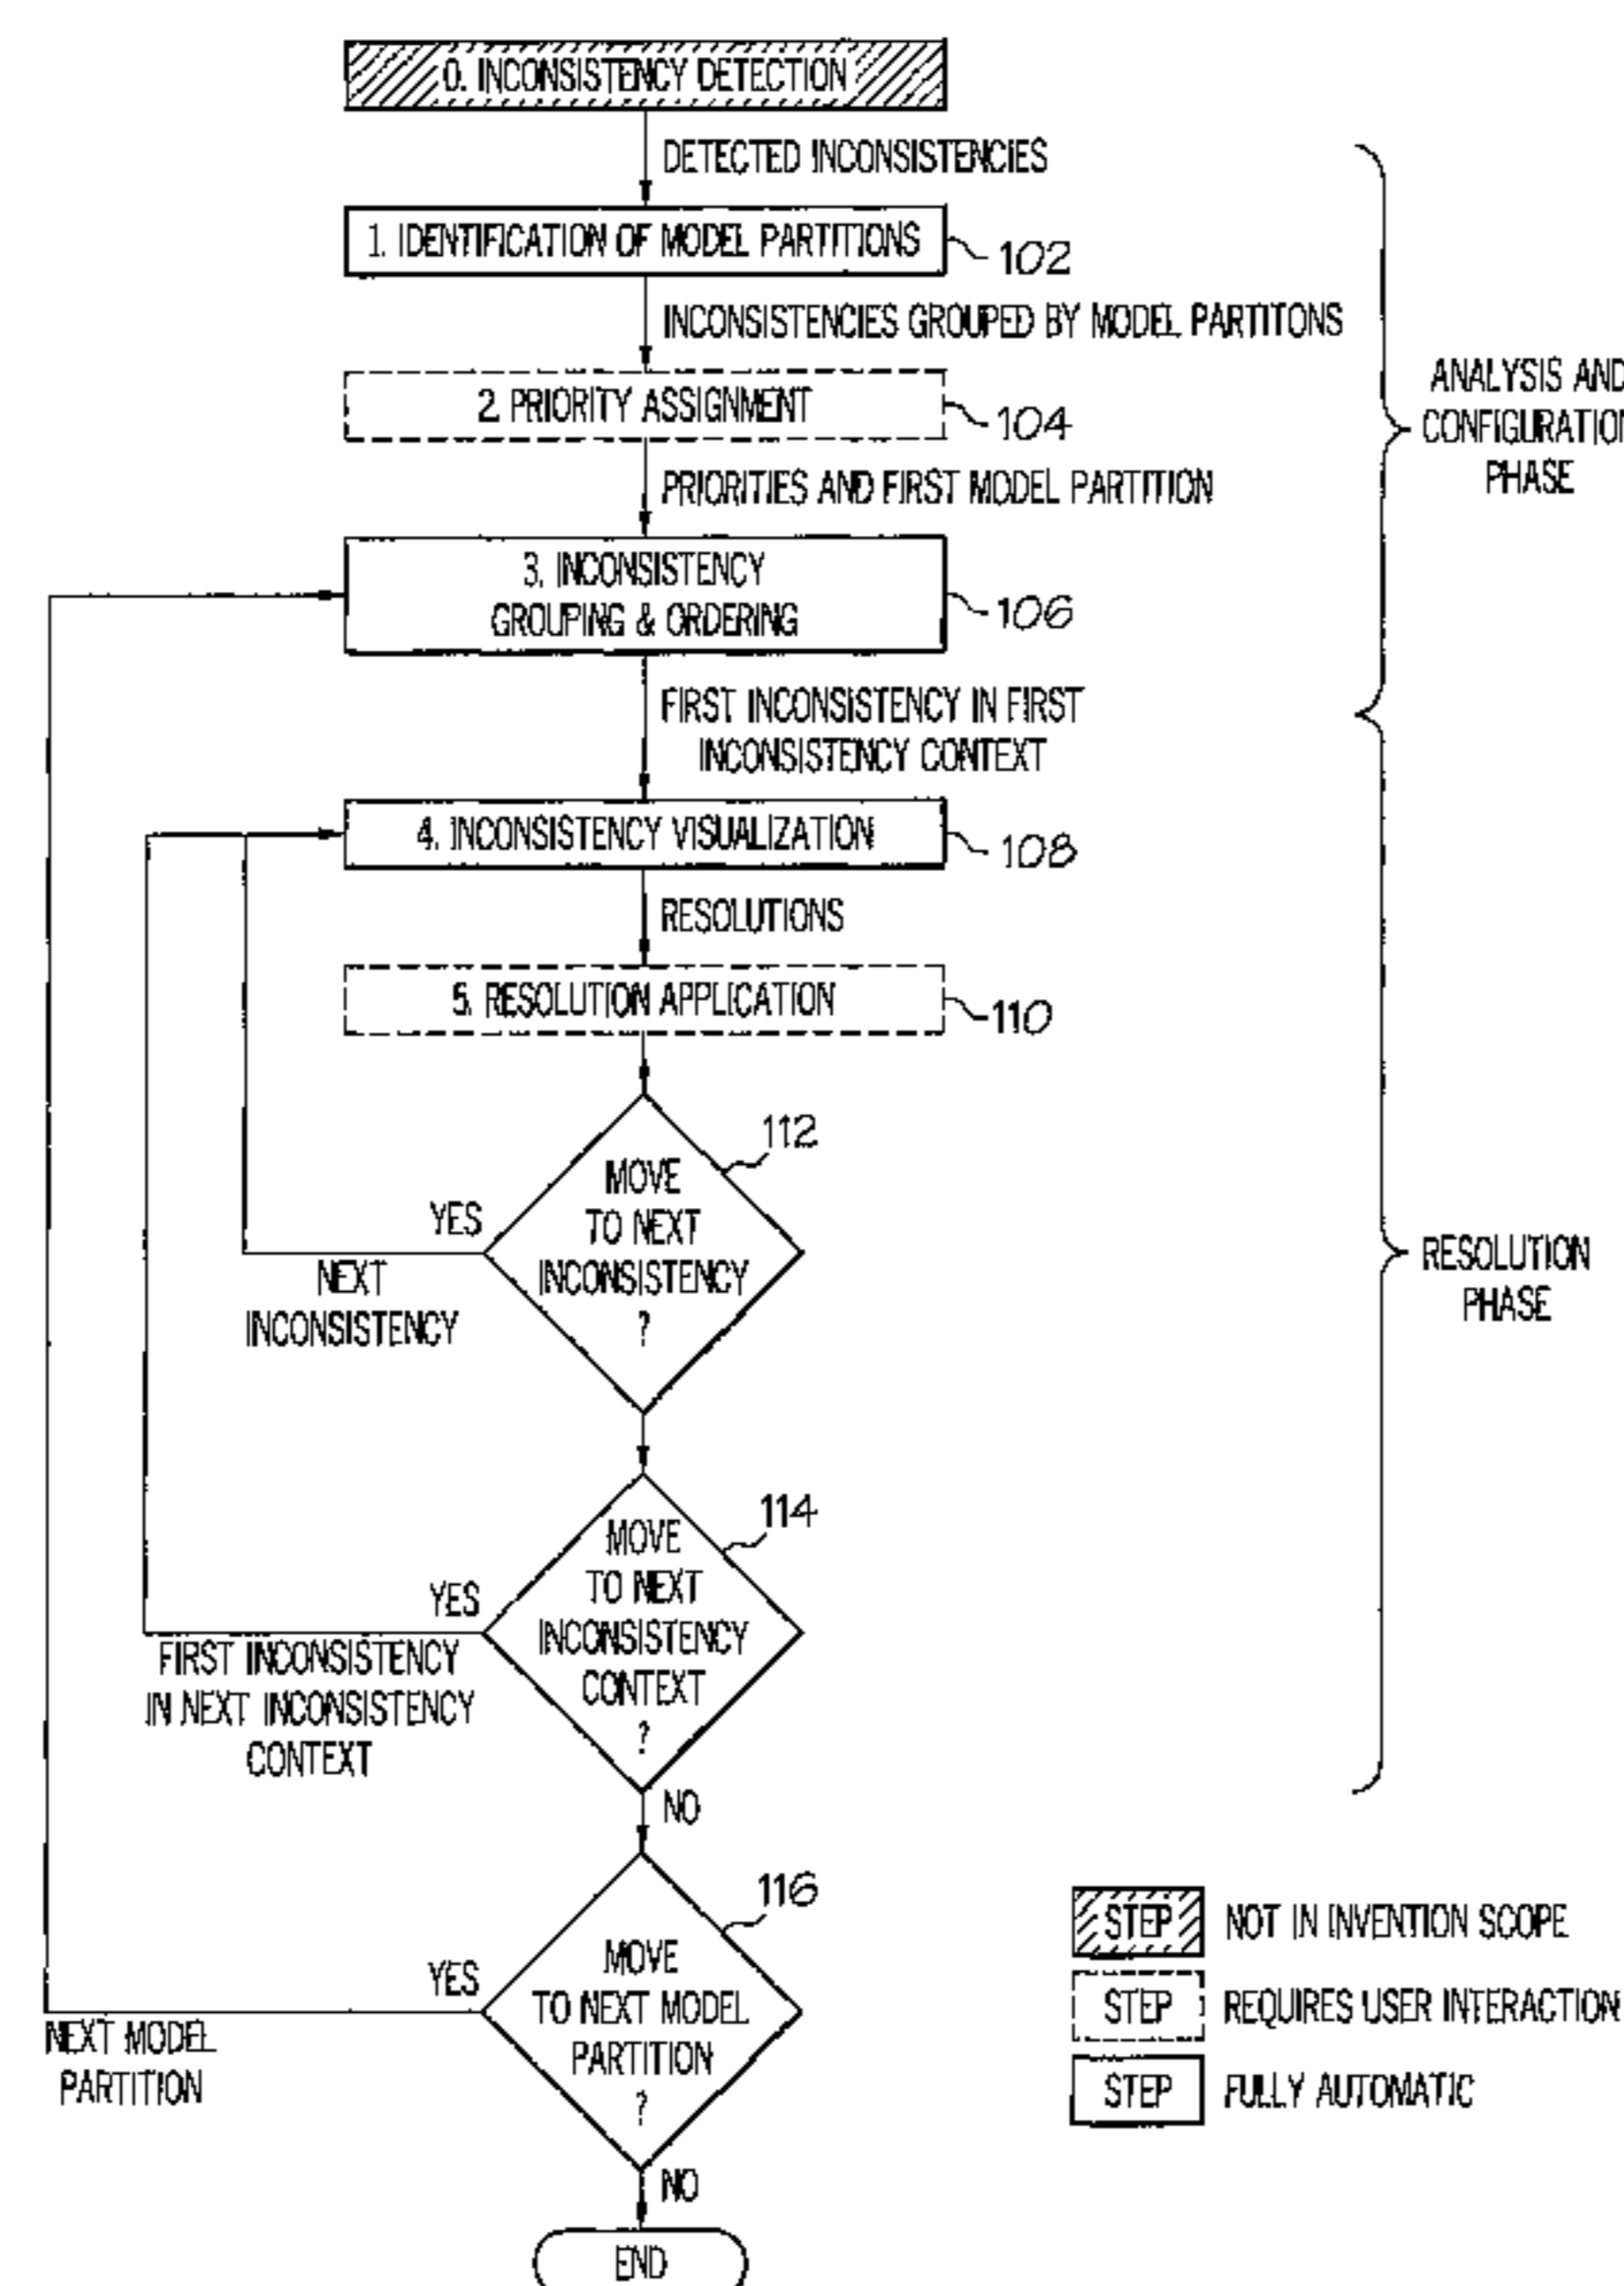 0. INCONSISTENCY DETECTION
DETECTED INCONSISTENCIES
1. IDENTIFICATION OF MODEL PARTITIONS
102
INCONSISTENCIES GROUPED BY MODEL PARTITONS
2. PRIORITY ASSIGNMENT
104
PRIORITIES AND FIRST MODEL PARTITION
3. INCONSISTENCY
GROUPING & ORDERING
106
FIRST INCONSISTENCY IN FIRST
INCONSISTENCY CONTEXT
4. INCONSISTENCY VISUALIZATION
108
RESOLUTIONS
5. RESOLUTION APPLICATION
110
ANALYSIS AND
CONFIGURATION
PHASE
112
MOVE
TO NEXT
INCONSISTENCY
?
YES
NEXT
INCONSISTENCY
RESOLUTION
PHASE
114
MOVE
TO NEXT
INCONSISTENCY
CONTEXT
?
YES
FIRST INCONSISTENCY
IN NEXT INCONSISTENCY
CONTEXT
NO
116
MOVE
TO NEXT MODEL
PARTITION
?
YES
NEXT MODEL
PARTITION
NO
END
STEP NOT IN INVENTION SCOPE
STEP REQUIRES USER INTERACTION
STEP FULLY AUTOMATIC